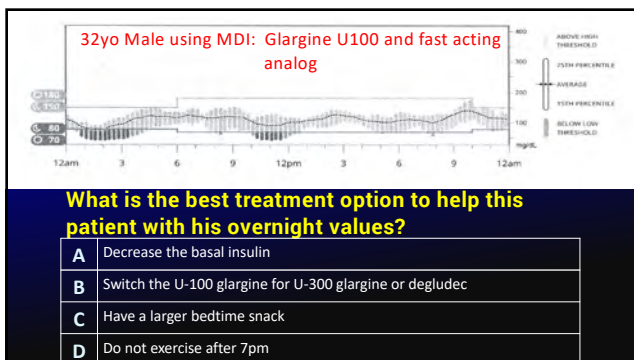 32yo Male using MDI: Glargine U100 and fast acting
analog
400
300
200
100
mg/dL
ABOVE HIGH
THRESHOLD
75TH PERCENTILE
AVERAGE
BELOW LOW
THRESHOLD
180
150
80
70
12am 3 6 9 12pm 3 6 9 12am
What is the best treatment option to help this
patient with his overnight values?
A Decrease the basal insulin
B Switch the U-100 glargine for U-300 glargine or degludec
C Have a larger bedtime snack
D Do not exercise after 7pm